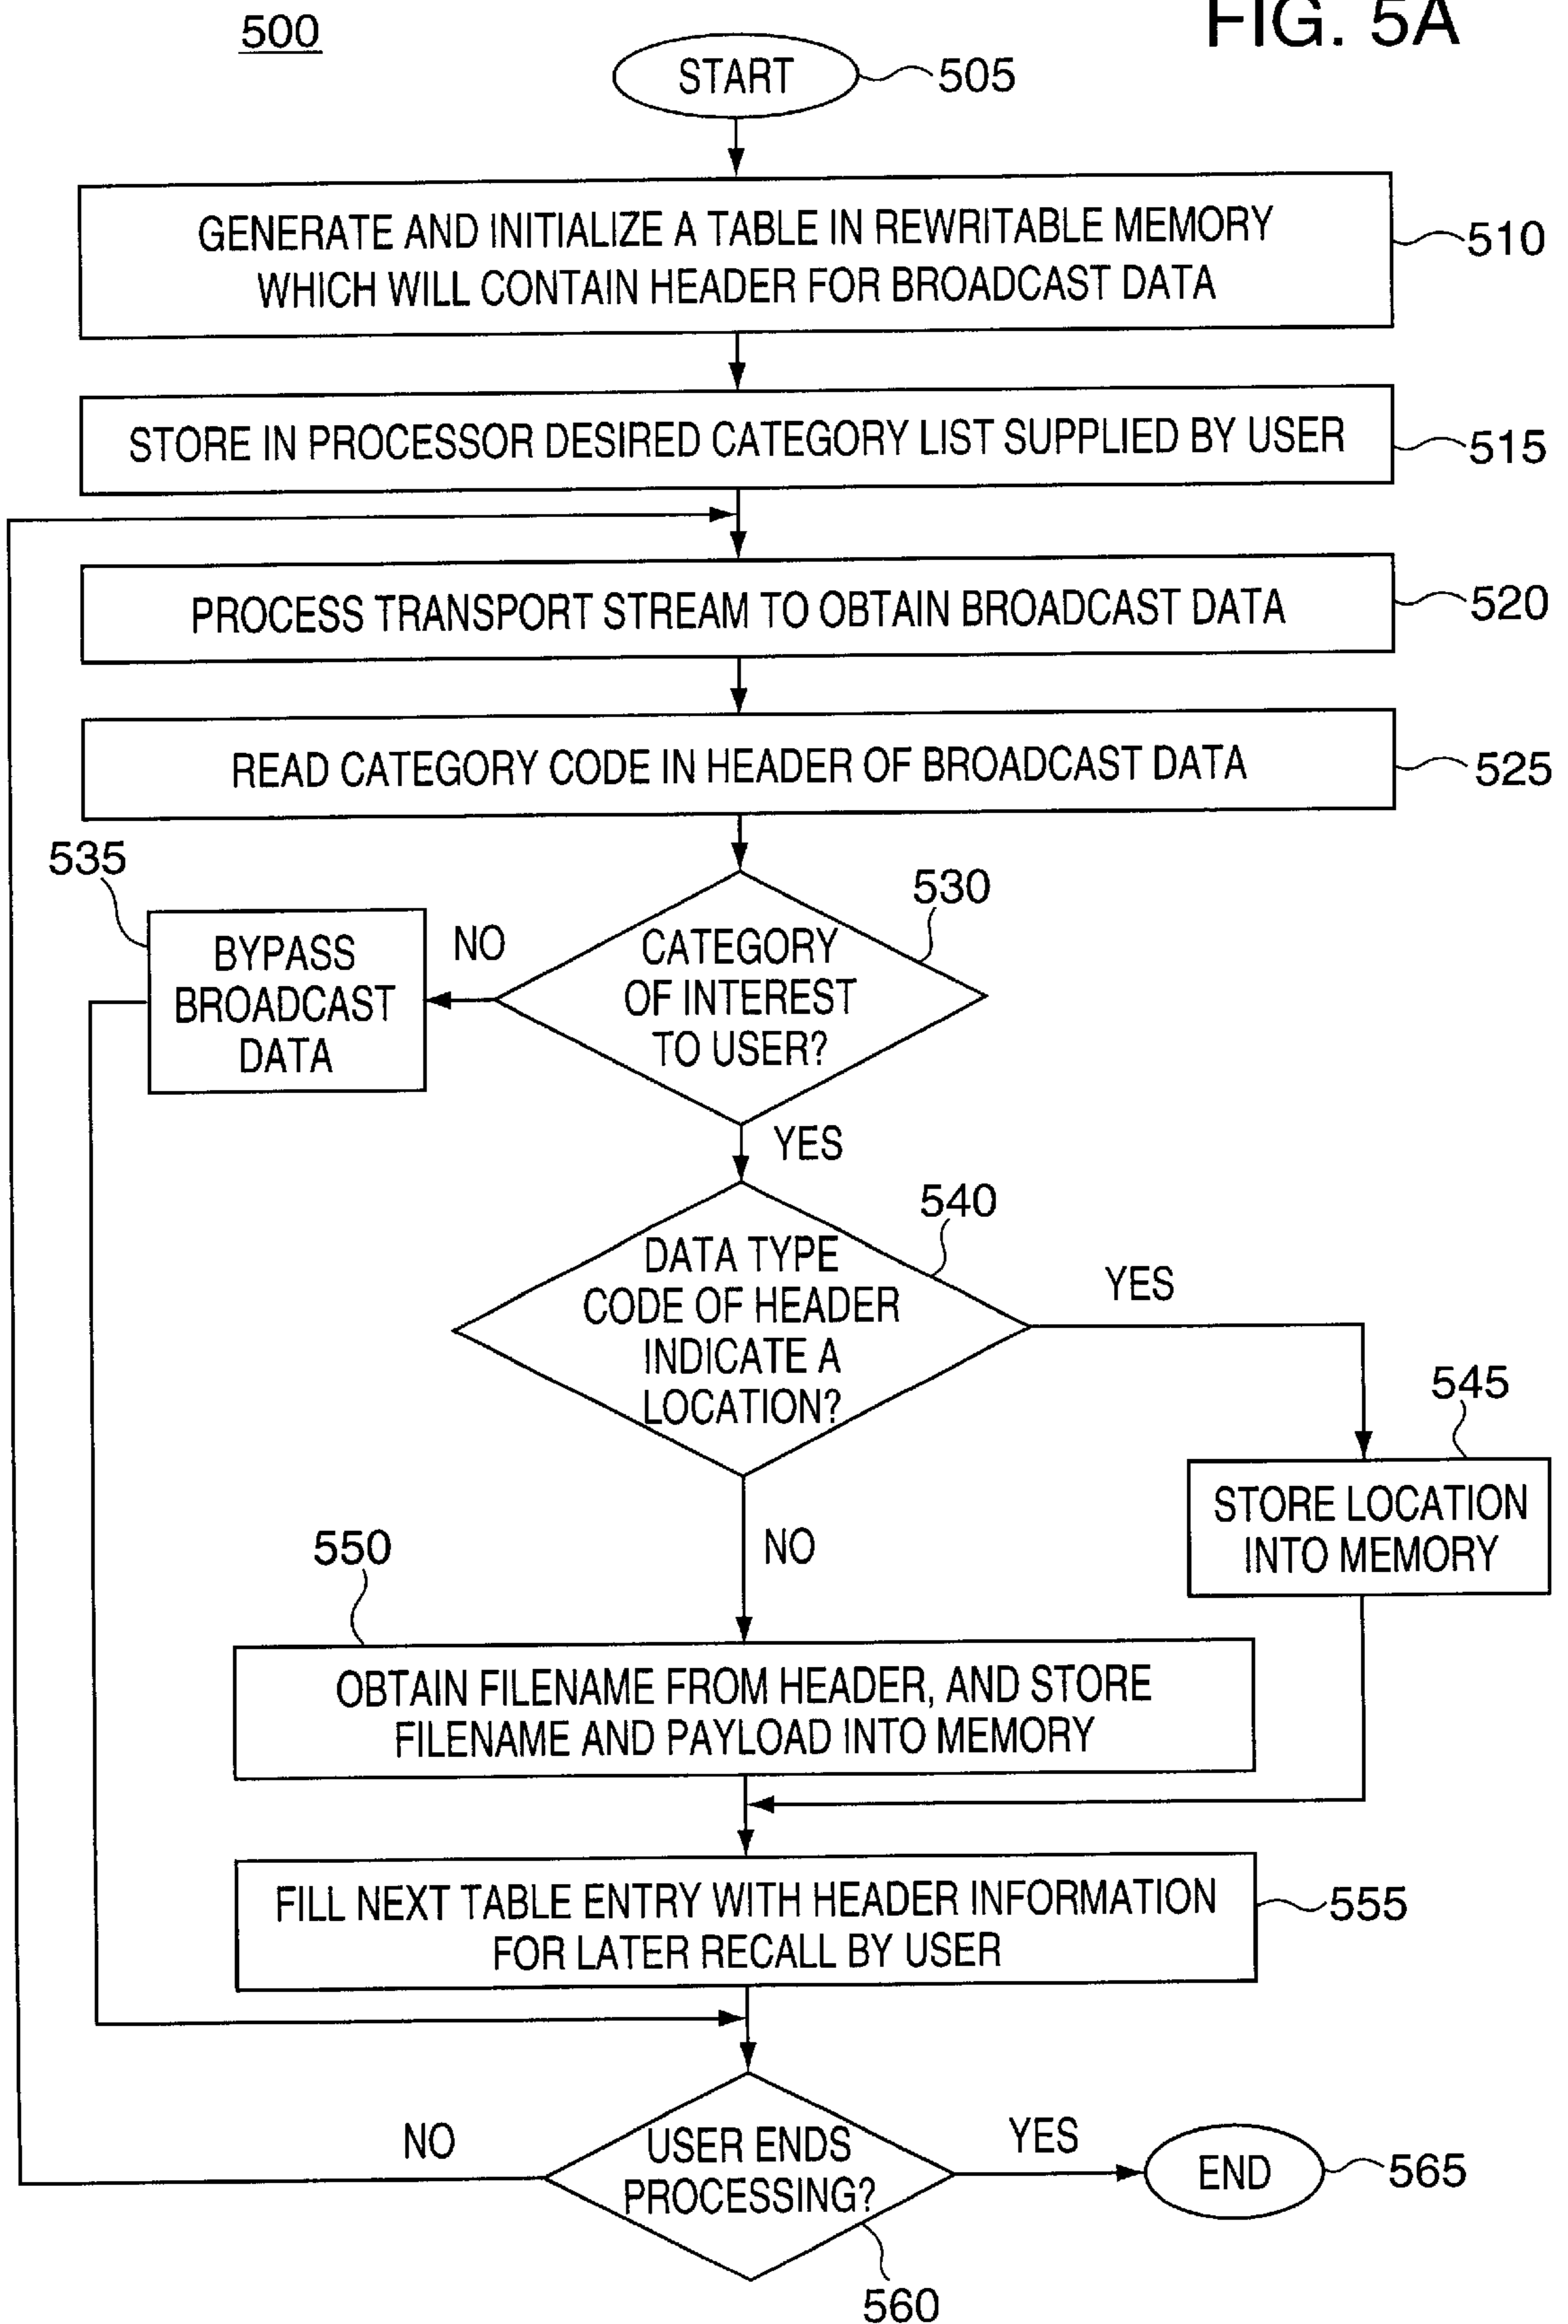 500
FIG. 5A
START
505
GENERATE AND INITIALIZE A TABLE IN REWRITABLE MEMORY
WHICH WILL CONTAIN HEADER FOR BROADCAST DATA
510
STORE IN PROCESSOR DESIRED CATEGORY LIST SUPPLIED BY USER
515
PROCESS TRANSPORT STREAM TO OBTAIN BROADCAST DATA
520
READ CATEGORY CODE IN HEADER OF BROADCAST DATA
525
535
BYPASS
BROADCAST
DATA
NO
530
CATEGORY
OF INTEREST
TO USER?
YES
540
DATA TYPE
CODE OF HEADER
INDICATE A
LOCATION?
YES
545
STORE LOCATION
INTO MEMORY
NO
550
OBTAIN FILENAME FROM HEADER, AND STORE
FILENAME AND PAYLOAD INTO MEMORY
FILL NEXT TABLE ENTRY WITH HEADER INFORMATION
FOR LATER RECALL BY USER
555
NO
USER ENDS
PROCESSING?
YES
END
565
560